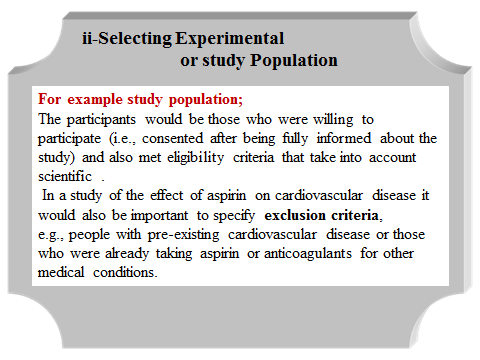 ii-Selecting Experimental
or study Population
For example study population;
The participants would be those who were willing to
participate (i.e., consented after being fully informed about the
study) and also met eligibility criteria that take into account
scientific .
In a study of the effect of aspirin on cardiovascular disease it
would also be important to specify exclusion criteria,
e.g., people with pre-existing cardiovascular disease or those
who were already taking aspirin or anticoagulants for other
medical conditions.